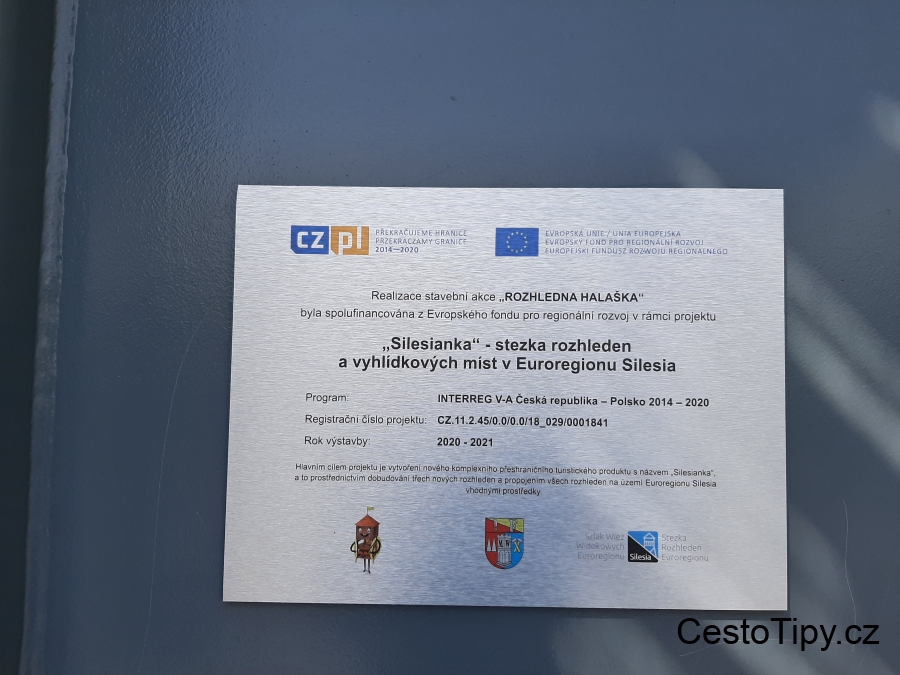 CZ pl
PŘEKRAČUJEME HRANICE
PRZEKRACZAMY GRANICE
2014—2020
EVROPSKÁ UNIE / UNIA EUROPEJSKA
EVROPSKÝ FOND PRO REGIONÁLNÍ ROZVOJ
EUROPEJSKI FUNDUSZ ROZWOJU REGIONALNEGO
Realizace stavební akce „ROZHLEDNA HALAŠKA“
byla spolufinancována z Evropského fondu pro regionální rozvoj v rámci projektu
„Silesianka“ - stezka rozhleden
a vyhlídkových míst v Euroregionu Silesia
Program: INTERREG V-A Česká republika – Polsko 2014 – 2020
Registrační číslo projektu: CZ.11.2.45/0.0/0.0/18_029/0001841
Rok výstavby: 2020 - 2021
Hlavním cílem projektu je vytvoření nového komplexního přeshraničního turistického produktu s názvem „Silesianka“,
a to prostřednictvím dobudování třech nových rozhleden a propojením všech rozhleden na území Euroregionu Silesia
vhodnými prostředky.
Szlak Wież
Widokowych
Euroregionu
Silesia
Stezka
Rozhleden
Euroregionu
CestoTipy.cz